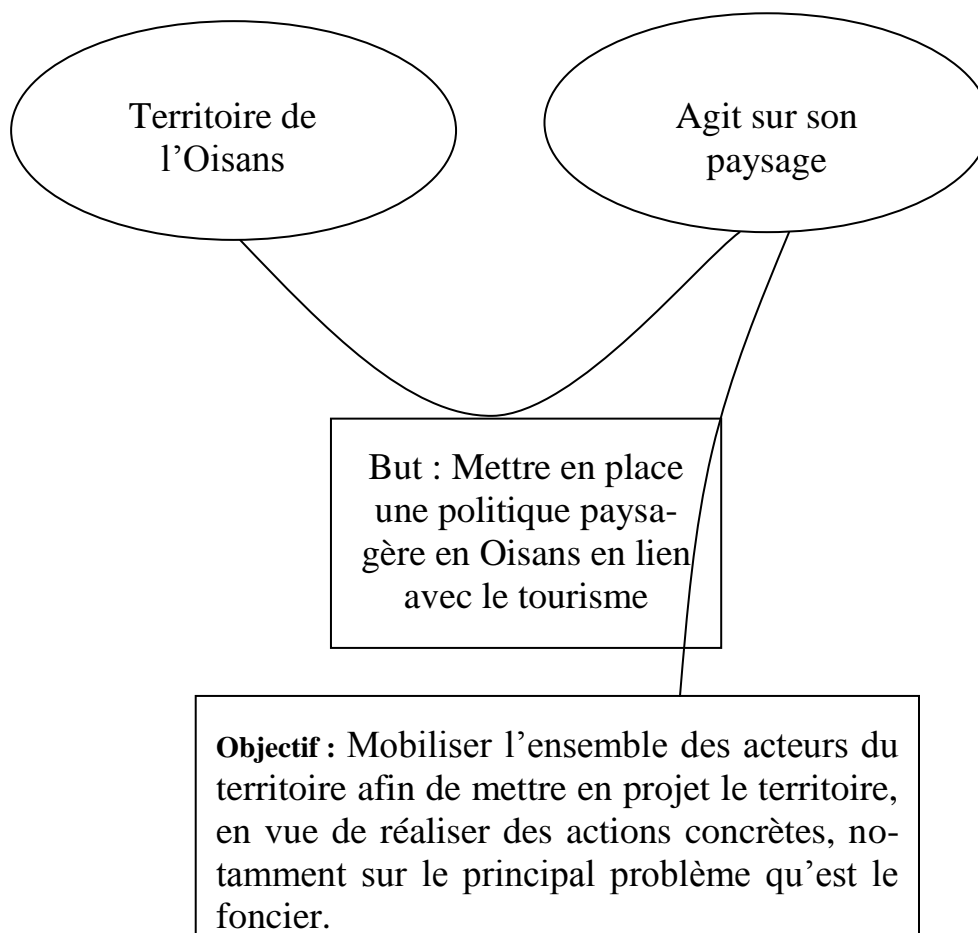 Territoire de
l’Oisans
Agit sur son
paysage
But : Mettre en place
une politique paysa-
gère en Oisans en lien
avec le tourisme
Objectif : Mobiliser l’ensemble des acteurs du
territoire afin de mettre en projet le territoire,
en vue de réaliser des actions concrètes, no-
tamment sur le principal problème qu’est le
foncier.